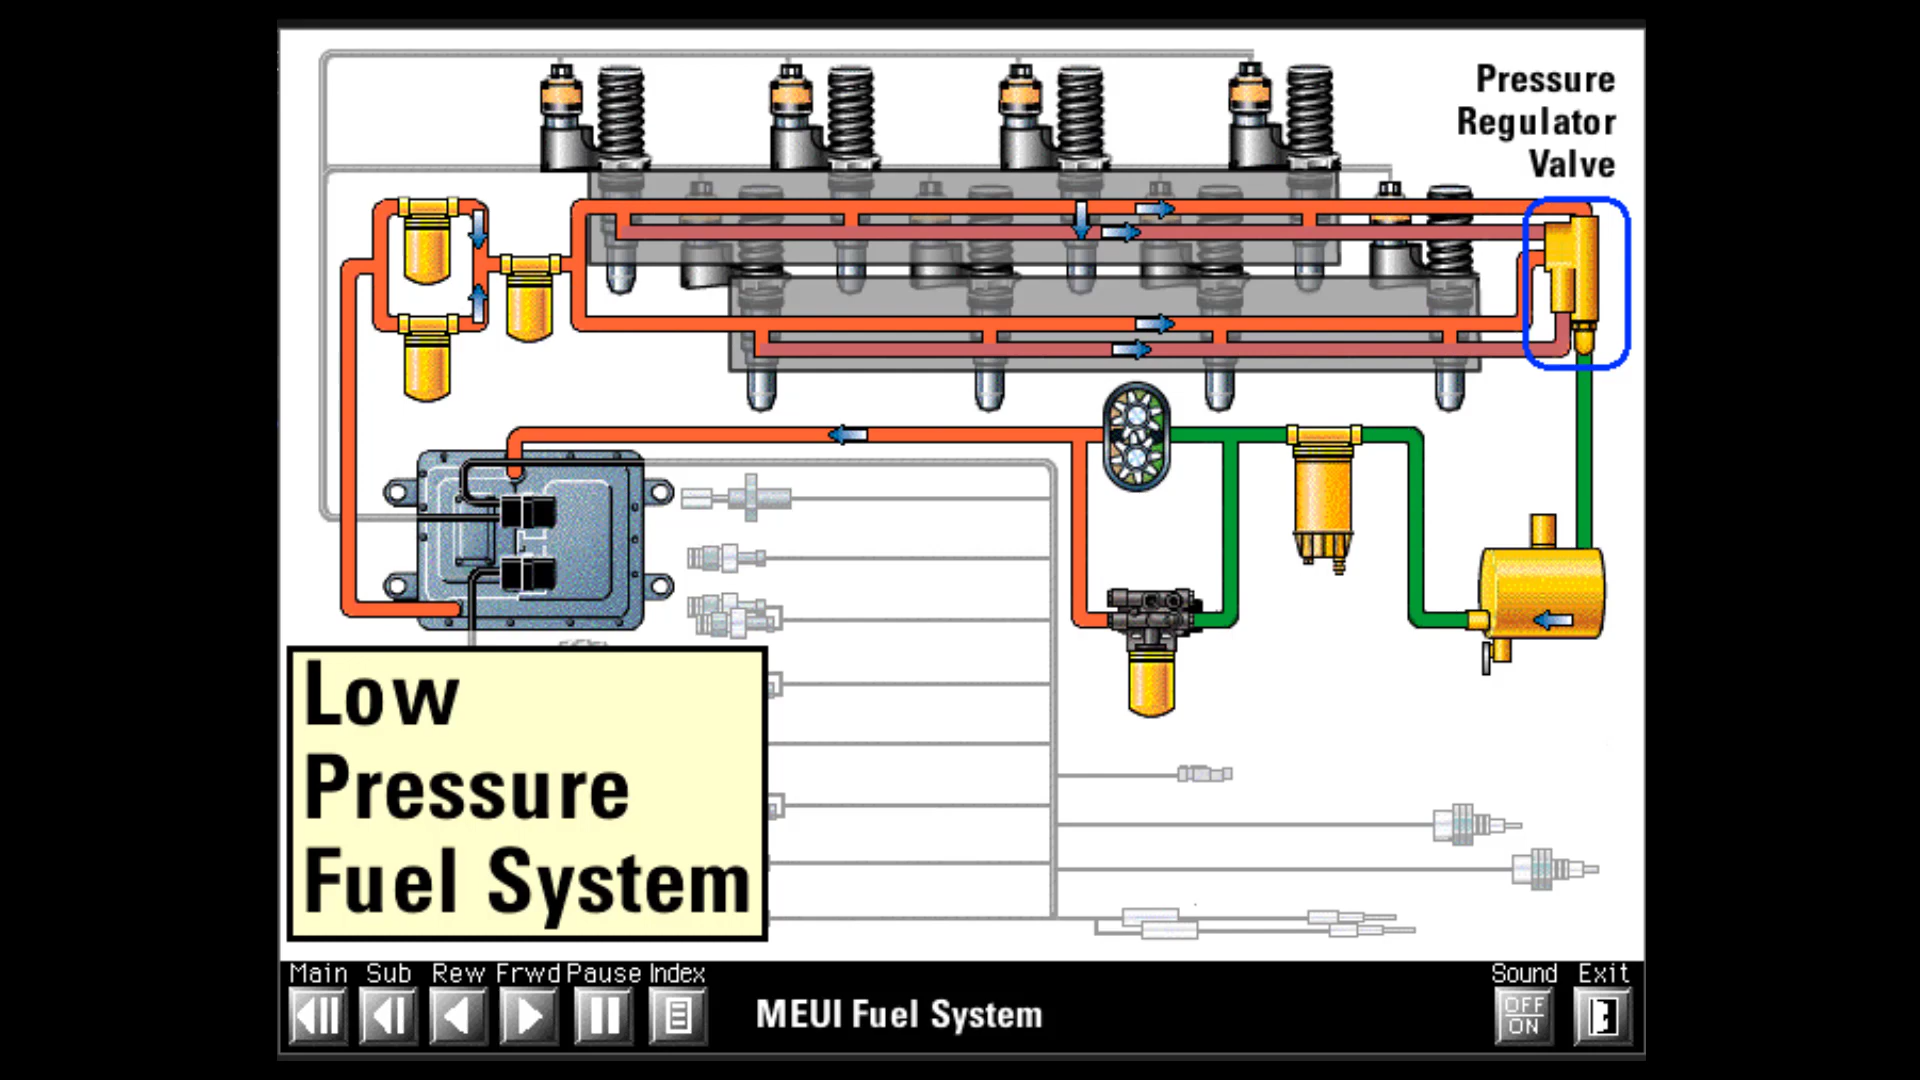 Pressure
Regulator
Valve
Low
Pressure
Fuel System
Main Sub Rew Frwd Pause Index
Sound Exit
OFF
ON
MEUI Fuel System